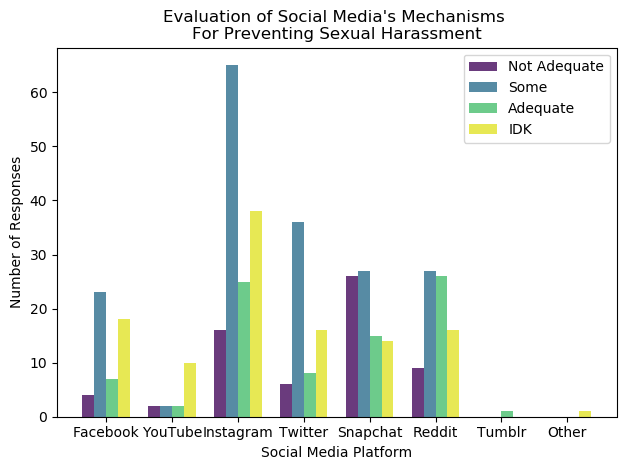 Evaluation of Social Media's Mechanisms
For Preventing Sexual Harassment
Not Adequate
Some
Adequate
IDK
Number of Responses
60
50
40
30
20
10
0
Facebook YouTube Instagram Twitter Snapchat Reddit Tumblr Other
Social Media Platform